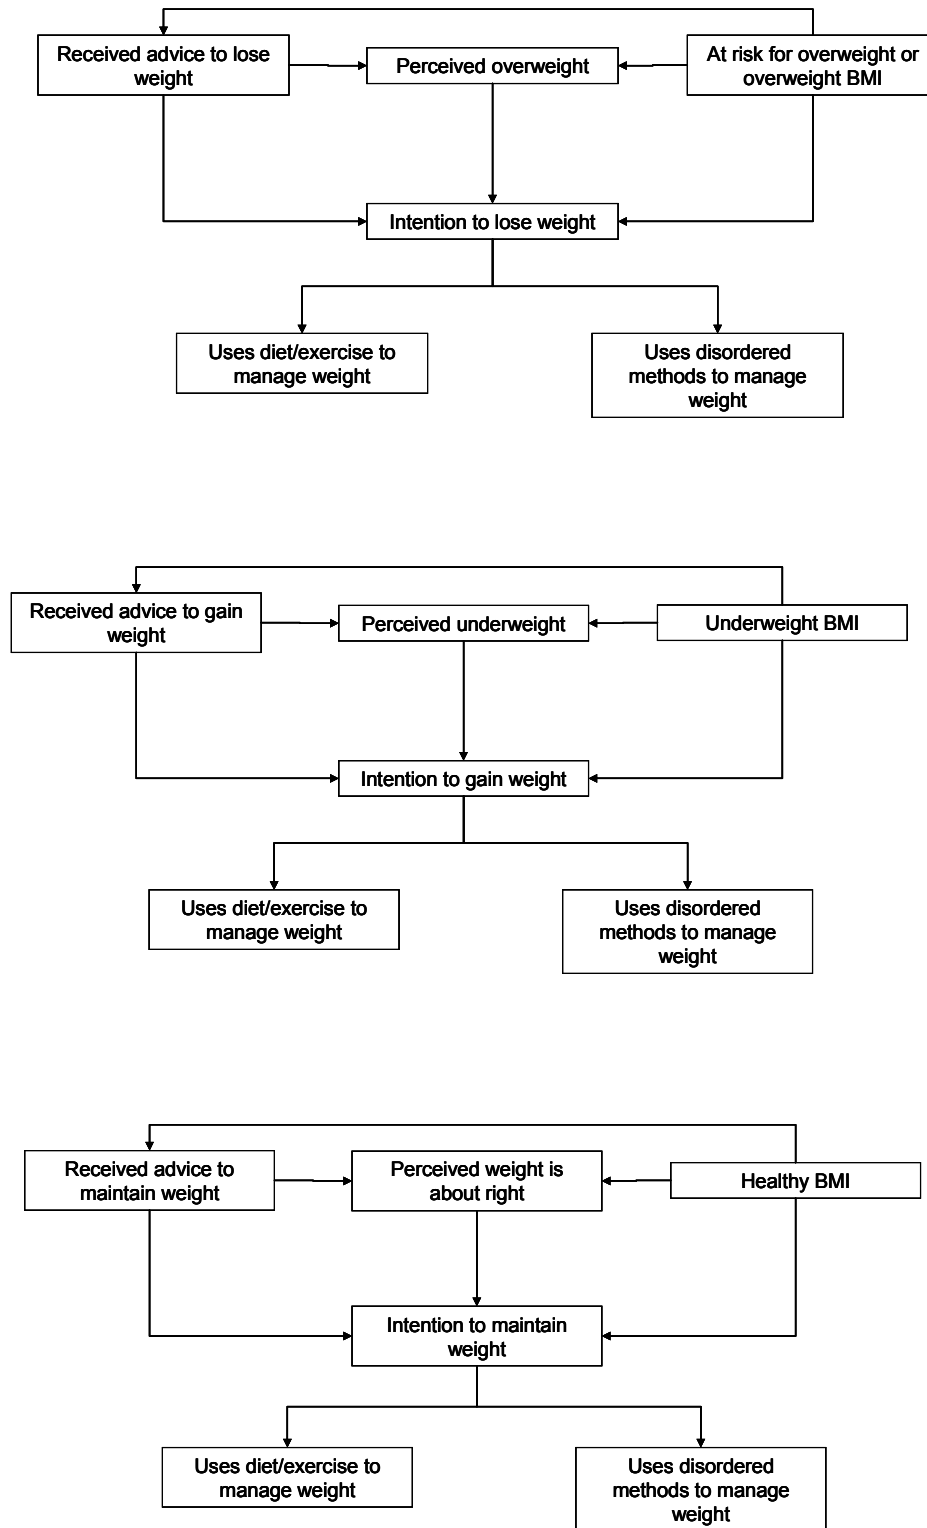 Received advice to lose
weight
Perceived overweight
At risk for overweight or
overweight BMI
Intention to lose weight
Uses diet/exercise to
manage weight
Uses disordered
methods to manage
weight
Received advice to gain
weight
Perceived underweight
Underweight BMI
Intention to gain weight
Uses diet/exercise to
manage weight
Uses disordered
methods to manage
weight
Received advice to
maintain weight
Perceived weight is
about right
Healthy BMI
Intention to maintain
weight
Uses diet/exercise to
manage weight
Uses disordered
methods to manage
weight